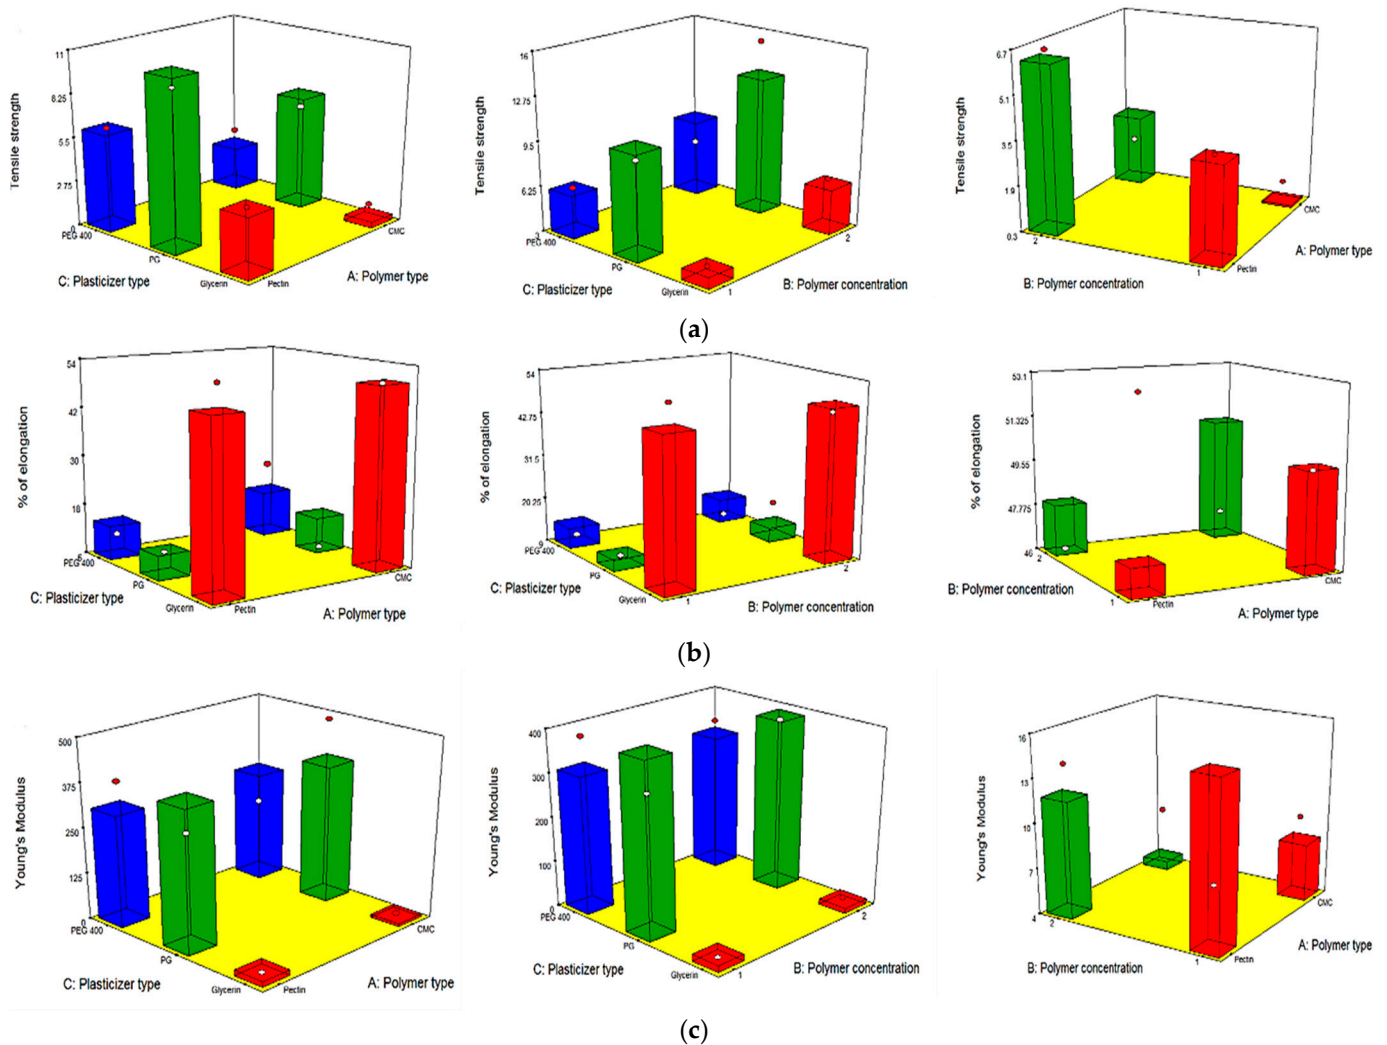 11
8.25
5.5
2.75
0
Tensile strength
PEG 400
PG
Glycerin
Pectin
CMC
C: Plasticizer type
A: Polymer type
16
12.75
9.5
6.25
3
Tensile strength
PEG 400
PG
Glycerin
1
2
C: Plasticizer type
B: Polymer concentration
6.7
5.1
3.5
1.9
0.3
Tensile strength
2
1
Pectin
CMC
B: Polymer concentration
A: Polymer type
(a)
54
42
30
18
5
% of elongation
PEG 400
PG
Glycerin
Pectin
CMC
C: Plasticizer type
A: Polymer type
54
42.75
31.5
20.25
9
% of elongation
PEG 400
PG
Glycerin
1
2
C: Plasticizer type
B: Polymer concentration
53.1
51.325
49.55
47.775
46
% of elongation
2
1
Pectin
CMC
B: Polymer concentration
A: Polymer type
(b)
500
375
250
125
0
Young's Modulus
PEG 400
PG
Glycerin
Pectin
CMC
C: Plasticizer type
A: Polymer type
400
300
200
100
0
Young's Modulus
PEG 400
PG
Glycerin
1
2
C: Plasticizer type
B: Polymer concentration
16
13
10
7
4
Young's Modulus
2
1
Pectin
CMC
B: Polymer concentration
A: Polymer type
(c)